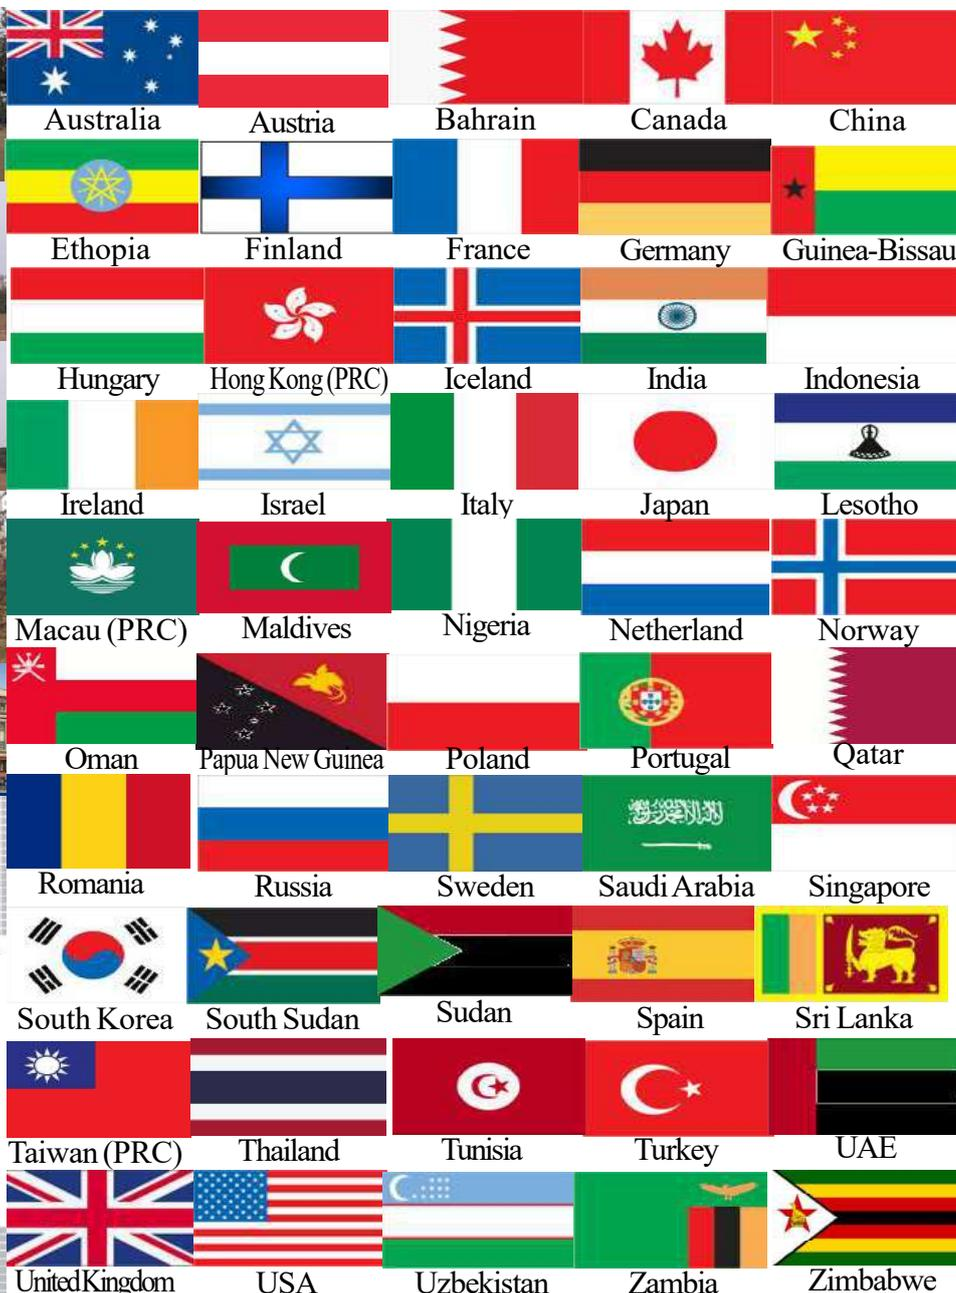 Australia Austria Bahrain Canada China
Ethopia Finland France Germany Guinea-Bissau
Hungary Hong Kong (PRC) Iceland India Indonesia
Ireland Israel Italy Japan Lesotho
Macau (PRC) Maldives Nigeria Netherland Norway
Oman Papua New Guinea Poland Portugal Qatar
Romania Russia Sweden Saudi Arabia Singapore
South Korea South Sudan Sudan Spain Sri Lanka
Taiwan (PRC) Thailand Tunisia Turkey UAE
United Kingdom USA Uzbekistan Zambia Zimbabwe